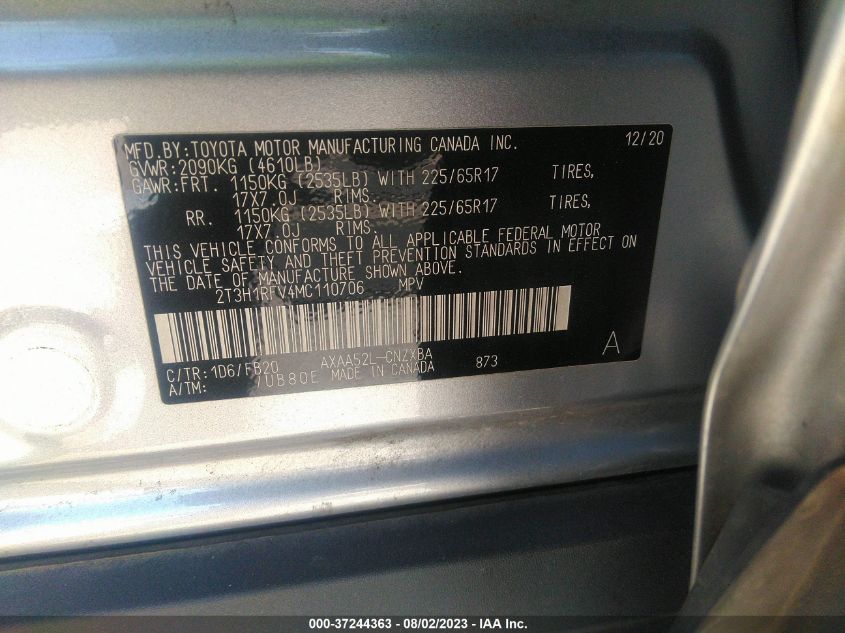 MFD.BY:TOYOTA MOTOR MANUFACTURING CANADA INC. 12/20
GVWR:2090KG (4610LB)
GAWR:FRT. 1150KG (2535LB) WITH 225/65R17 TIRES,
17X7.0J RIMS.
RR. 1150KG (2535LB) WITH 225/65R17 TIRES,
17X7.0J RIMS.
THIS VEHICLE CONFORMS TO ALL APPLICABLE FEDERAL MOTOR
VEHICLE SAFETY AND THEFT PREVENTION STANDARDS IN EFFECT ON
THE DATE OF MANUFACTURE SHOWN ABOVE.
2T3H1RFV4MC110706 MPV
C/TR:1D6/FB20 AXAA52L-CNZXBA 873 A
A/TM: /UB80E MADE IN CANADA
000-37244363 - 08/02/2023 - IAA Inc.